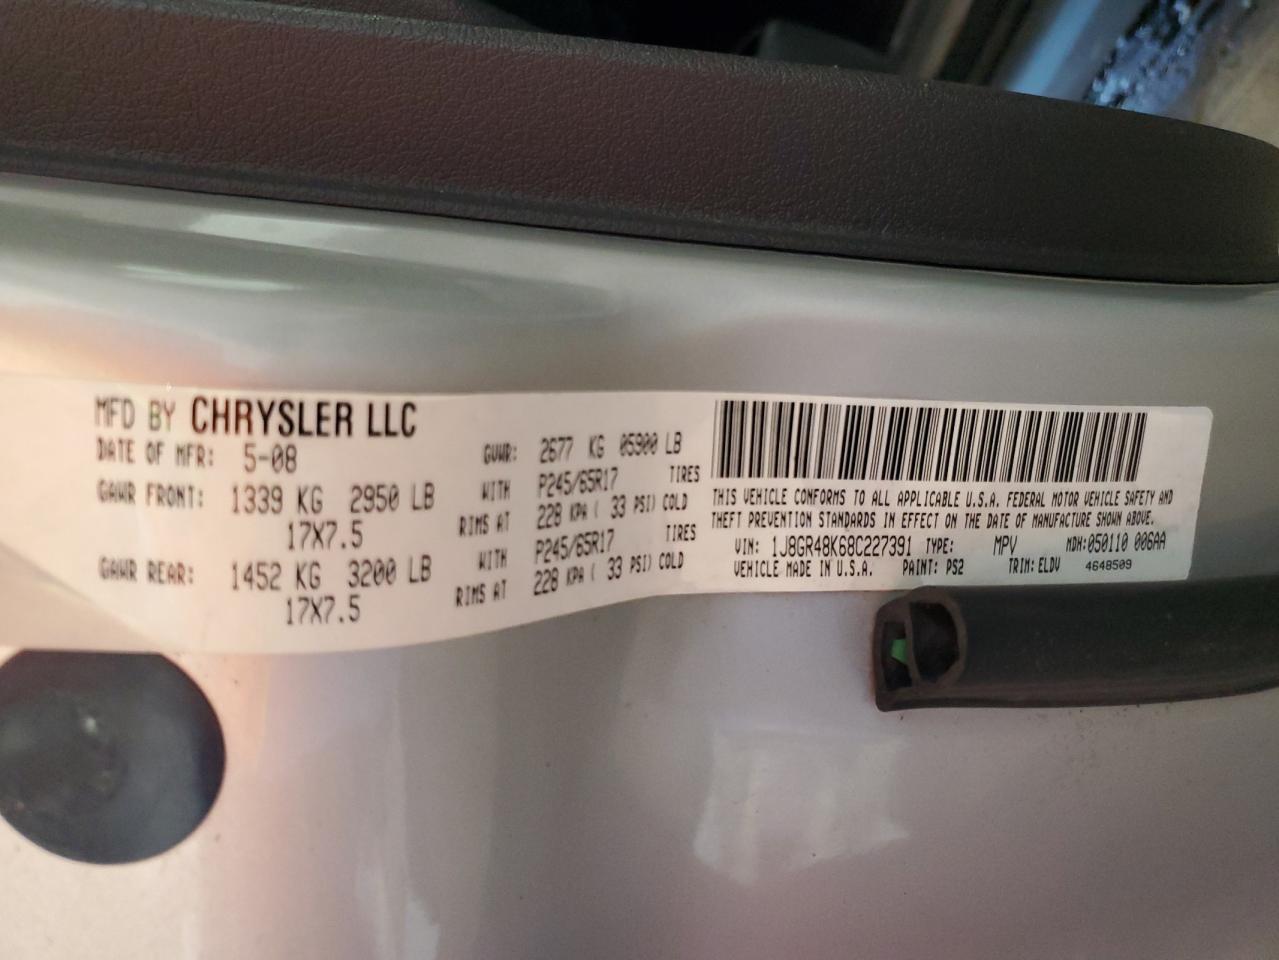 MFD BY CHRYSLER LLC
DATE OF MFR: 5-08 GVWR: 2677 KG 05900 LB
GAWR FRONT: 1339 KG 2950 LB WITH P245/65R17 TIRES
17X7.5 RIMS AT 228 KPA ( 33 PSI) COLD
GAWR REAR: 1452 KG 3200 LB WITH P245/65R17 TIRES
17X7.5 RIMS AT 228 KPA ( 33 PSI) COLD
THIS VEHICLE CONFORMS TO ALL APPLICABLE U.S.A. FEDERAL MOTOR VEHICLE SAFETY AND
THEFT PREVENTION STANDARDS IN EFFECT ON THE DATE OF MANUFACTURE SHOWN ABOVE.
VIN: 1J8GR48K68C227391 TYPE: MPV MDH:050110 006AA
VEHICLE MADE IN U.S.A. PAINT: PS2 TRIM: ELDV 4648509